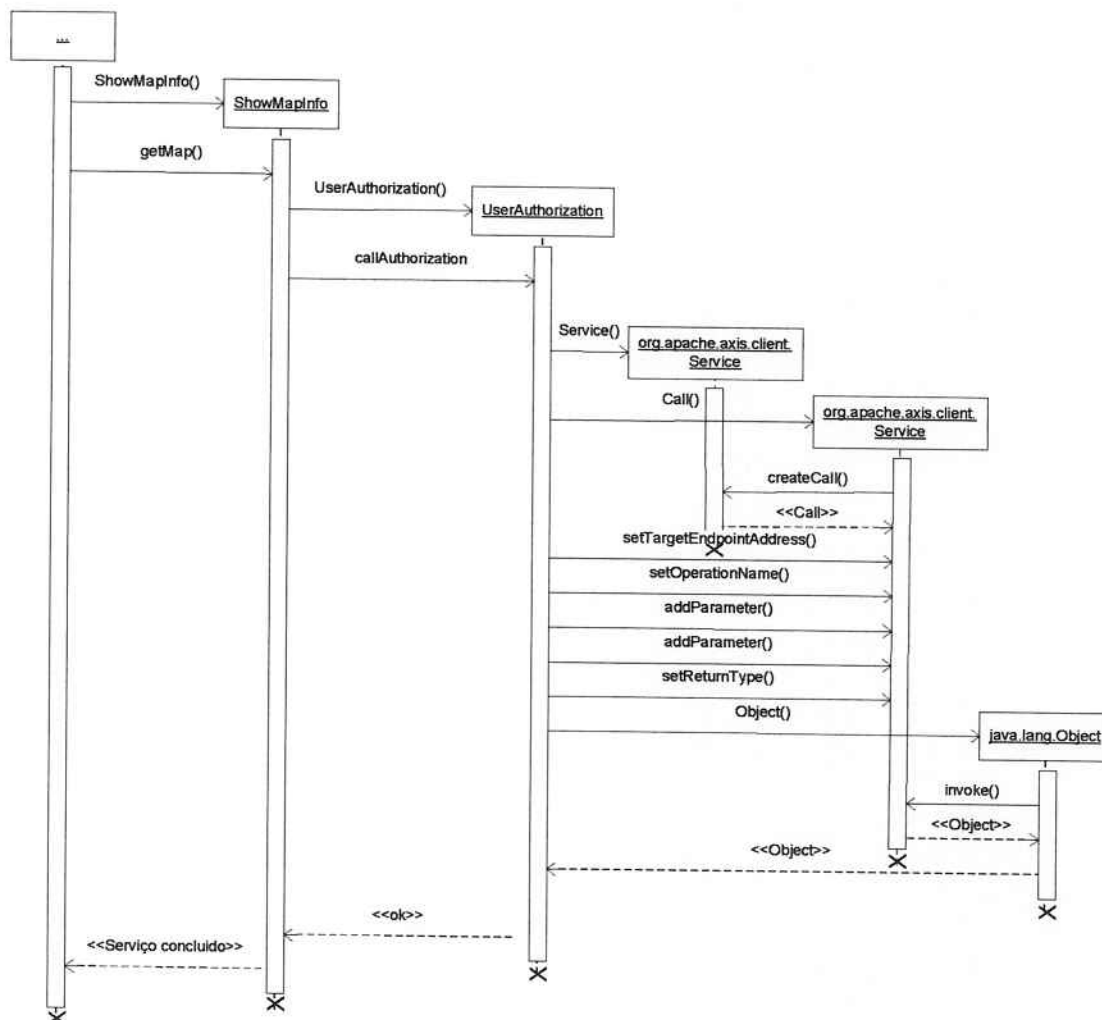 ...
ShowMapInfo()
ShowMapInfo
getMap()
UserAuthorization()
UserAuthorization
callAuthorization
Service()
org.apache.axis.client.
Service
Call()
org.apache.axis.client.
Service
createCall()
<<Call>>
setTargetEndpointAddress()
setOperationName()
addParameter()
addParameter()
setReturnType()
Object()
java.lang.Object
invoke()
<<Object>>
<<Object>>
<<ok>>
<<Serviço concluido>>